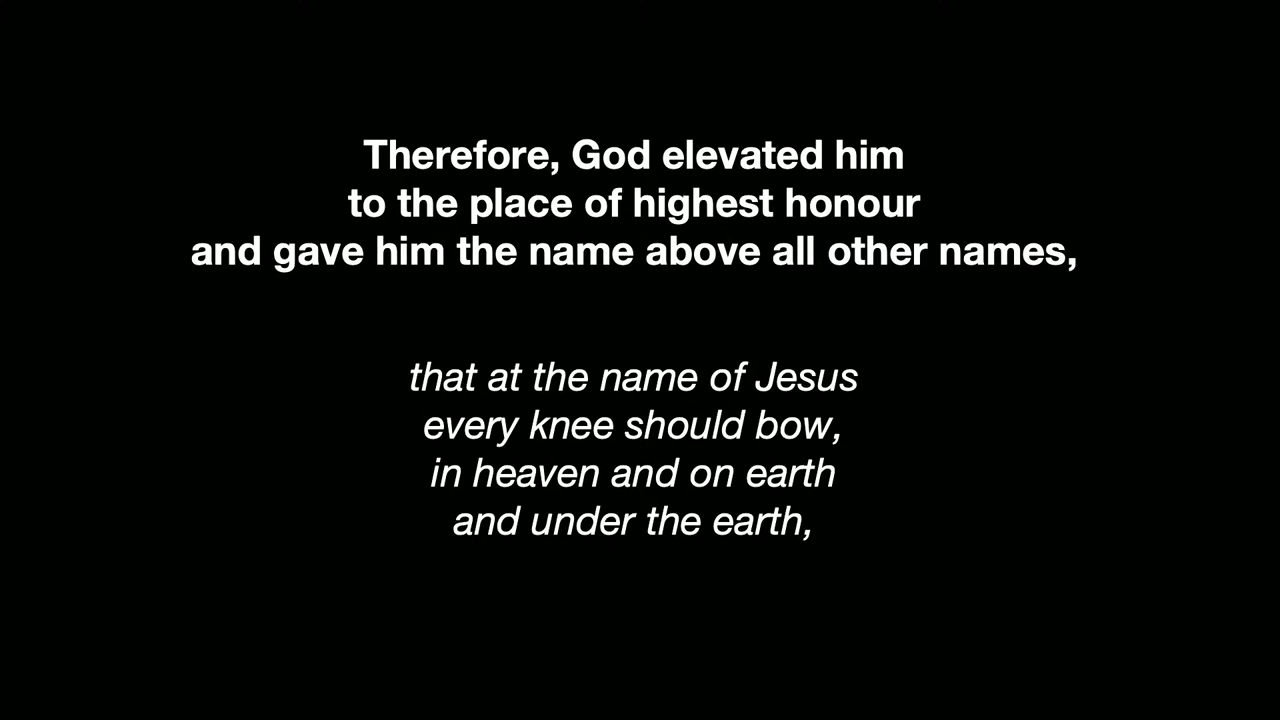 Therefore, God elevated him
to the place of highest honour
and gave him the name above all other names,
that at the name of Jesus
every knee should bow,
in heaven and on earth
and under the earth,